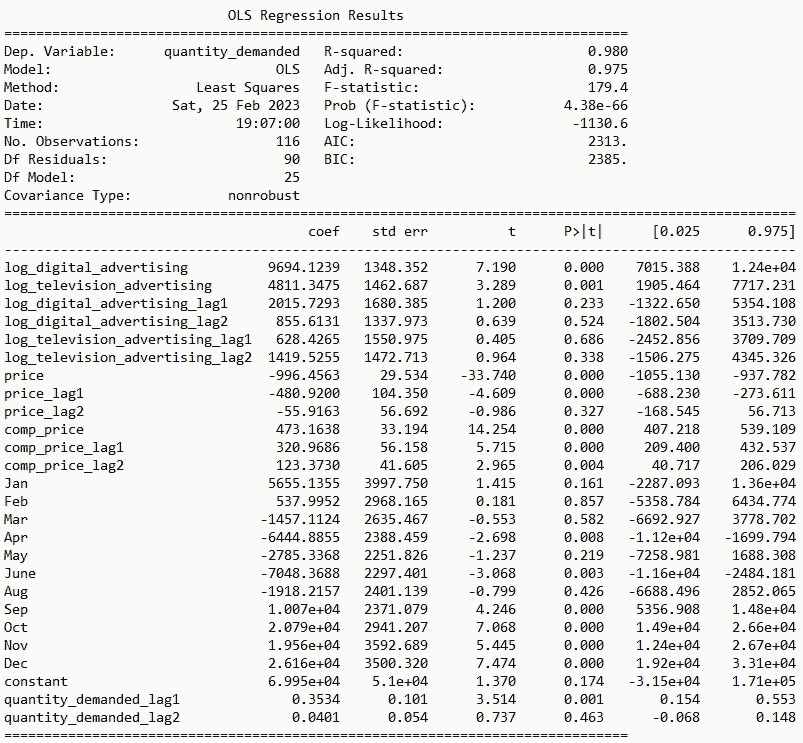 OLS Regression Results
==============================================================================
Dep. Variable: quantity_demanded R-squared: 0.980
Model: OLS Adj. R-squared: 0.975
Method: Least Squares F-statistic: 179.4
Date: Sat, 25 Feb 2023 Prob (F-statistic): 4.38e-66
Time: 19:07:00 Log-Likelihood: -1130.6
No. Observations: 116 AIC: 2313.
Df Residuals: 90 BIC: 2385.
Df Model: 25
Covariance Type: nonrobust
===================================================================================================
coef std err t P>|t| [0.025 0.975]
---------------------------------------------------------------------------------------------------
log_digital_advertising 9694.1239 1348.352 7.190 0.000 7015.388 1.24e+04
log_television_advertising 4811.3475 1462.687 3.289 0.001 1905.464 7717.231
log_digital_advertising_lag1 2015.7293 1680.385 1.200 0.233 -1322.650 5354.108
log_digital_advertising_lag2 855.6131 1337.973 0.639 0.524 -1802.504 3513.730
log_television_advertising_lag1 628.4265 1550.975 0.405 0.686 -2452.856 3709.709
log_television_advertising_lag2 1419.5255 1472.713 0.964 0.338 -1506.275 4345.326
price -996.4563 29.534 -33.740 0.000 -1055.130 -937.782
price_lag1 -480.9200 104.350 -4.609 0.000 -688.230 -273.611
price_lag2 -55.9163 56.692 -0.986 0.327 -168.545 56.713
comp_price 473.1638 33.194 14.254 0.000 407.218 539.109
comp_price_lag1 320.9686 56.158 5.715 0.000 209.400 432.537
comp_price_lag2 123.3730 41.605 2.965 0.004 40.717 206.029
Jan 5655.1355 3997.750 1.415 0.161 -2287.093 1.36e+04
Feb 537.9952 2968.165 0.181 0.857 -5358.784 6434.774
Mar -1457.1124 2635.467 -0.553 0.582 -6692.927 3778.702
Apr -6444.8855 2388.459 -2.698 0.008 -1.12e+04 -1699.794
May -2785.3368 2251.826 -1.237 0.219 -7258.981 1688.308
June -7048.3688 2297.401 -3.068 0.003 -1.16e+04 -2484.181
Aug -1918.2157 2401.139 -0.799 0.426 -6688.496 2852.065
Sep 1.007e+04 2371.079 4.246 0.000 5356.908 1.48e+04
Oct 2.079e+04 2941.207 7.068 0.000 1.49e+04 2.66e+04
Nov 1.956e+04 3592.689 5.445 0.000 1.24e+04 2.67e+04
Dec 2.616e+04 3500.320 7.474 0.000 1.92e+04 3.31e+04
constant 6.995e+04 5.1e+04 1.370 0.174 -3.15e+04 1.71e+05
quantity_demanded_lag1 0.3534 0.101 3.514 0.001 0.154 0.553
quantity_demanded_lag2 0.0401 0.054 0.737 0.463 -0.068 0.148
==============================================================================